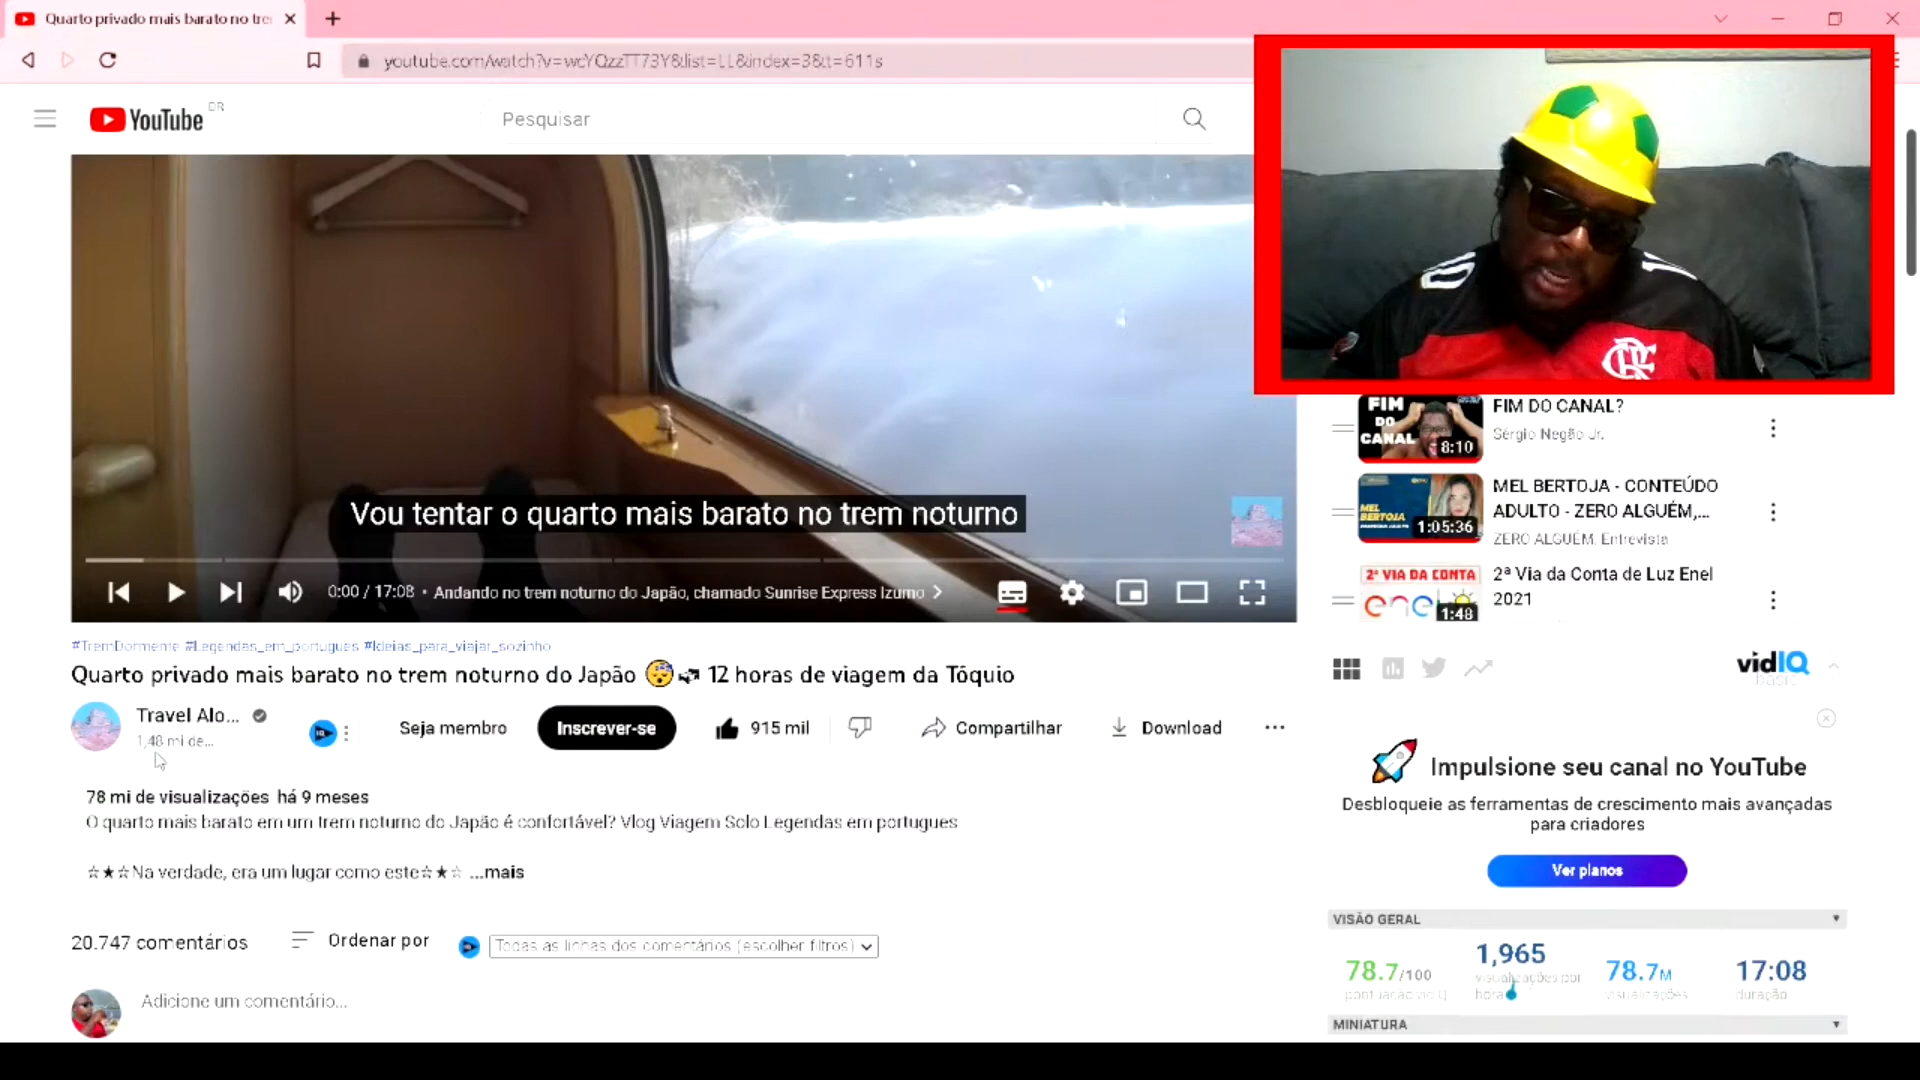 Quarto privado mais barato no tre
youtube.com/watch?v=wcYQzzTT73Y&list=LL&index=3&t=611s
YouTube BR
Pesquisar
10
1
FIM DO CANAL
8:10
FIM DO CANAL?
Sérgio Negão Jr.
MEL BERTOJA
1:05:36
MEL BERTOJA - CONTEÚDO
ADULTO - ZERO ALGUÉM,...
ZERO ALGUÉM, Entrevista
2ª VIA DA CONTA
enel
1:48
2ª Via da Conta de Luz Enel
2021
Vou tentar o quarto mais barato no trem noturno
0:00 / 17:08 • Andando no trem noturno do Japão, chamado Sunrise Express Izumo
#TremDormente #Legendas_em_portugues #Ideias_para_viajar_sozinho
Quarto privado mais barato no trem noturno do Japão 😴🚄 12 horas de viagem da Tóquio
Travel Alo...
1,48 mi de...
Seja membro
Inscrever-se
915 mil
Compartilhar
Download
78 mi de visualizações há 9 meses
O quarto mais barato em um trem noturno do Japão é confortável? Vlog Viagem Solo Legendas em portugues
☆★☆Na verdade, era um lugar como este☆★☆ ...mais
20.747 comentários
Ordenar por
Todas as linhas dos comentários (escolher filtros)
Adicione um comentário...
vidIQ
basic
Impulsione seu canal no YouTube
Desbloqueie as ferramentas de crescimento mais avançadas
para criadores
Ver planos
VISÃO GERAL
78.7/100
pontuação vidIQ
1,965
visualizações por
hora
78.7M
visualizações
17:08
duração
MINIATURA